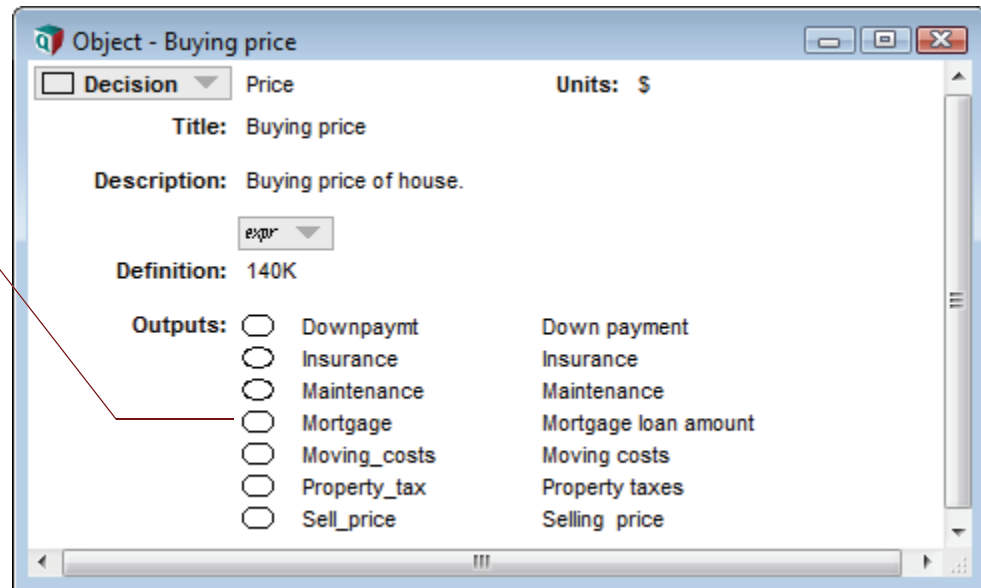 Object - Buying price
Decision Price Units: $
Title: Buying price
Description: Buying price of house.
expr
Definition: 140K
Outputs: Downpaymt Down payment
Insurance Insurance
Maintenance Maintenance
Mortgage Mortgage loan amount
Moving_costs Moving costs
Property_tax Property taxes
Sell_price Selling price